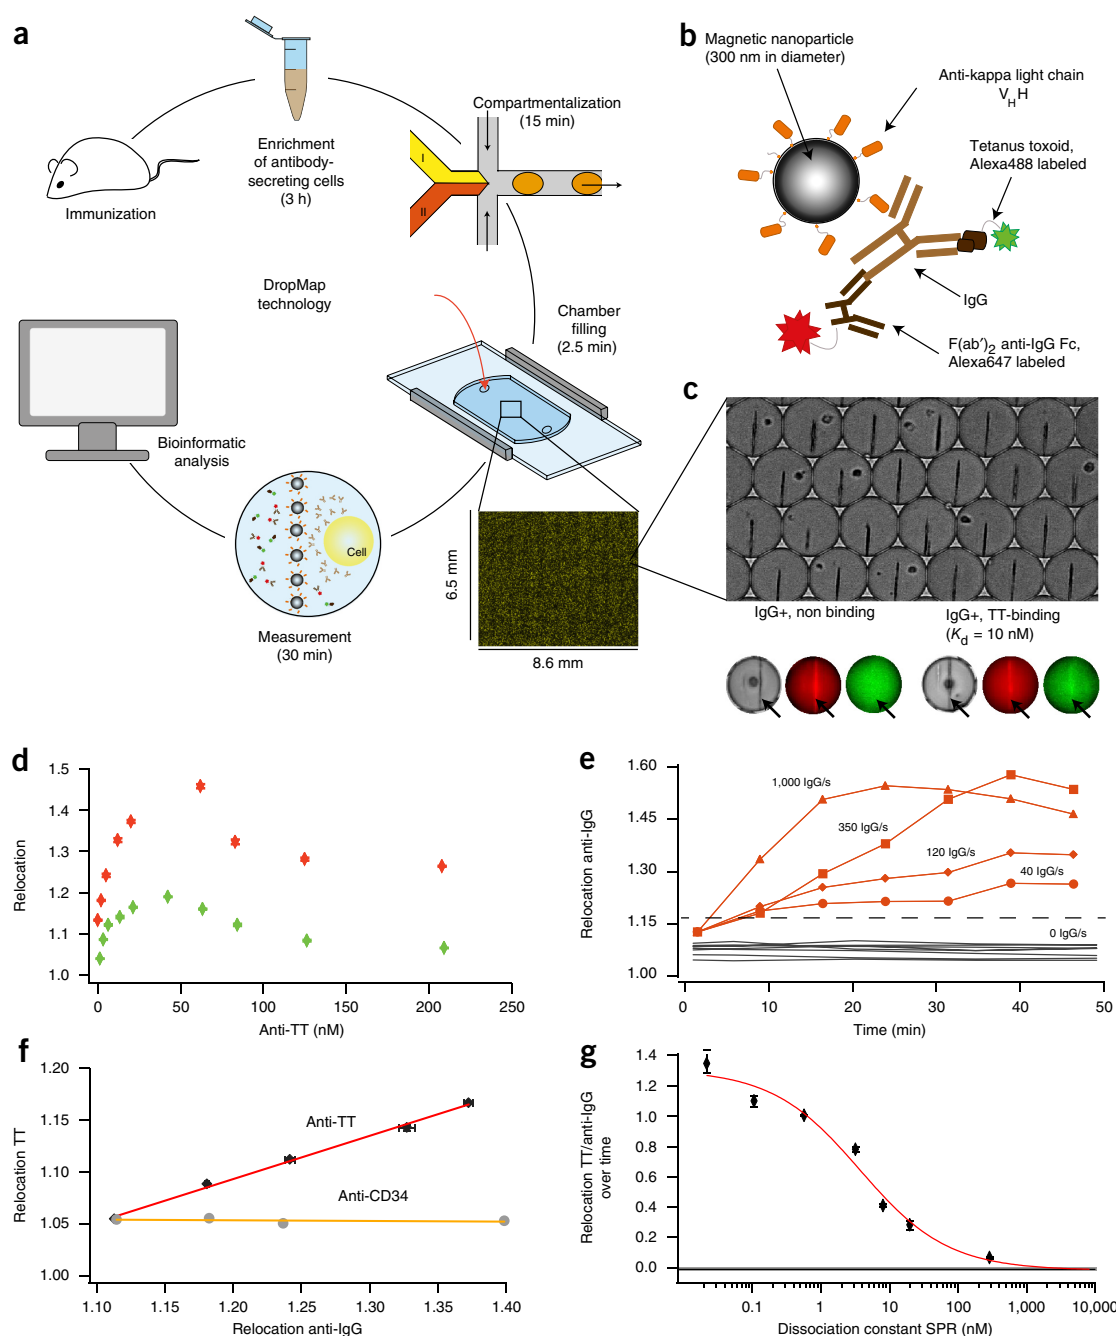 a
Immunization
Enrichment
of antibody-
secreting cells
(3 h)
Compartmentalization
(15 min)
I
II
DropMap
technology
Chamber
filling
(2.5 min)
Bioinformatic
analysis
Cell
Measurement
(30 min)
6.5 mm
8.6 mm
b
Magnetic nanoparticle
(300 nm in diameter)
Anti-kappa light chain
VHH
Tetanus toxoid,
Alexa488 labeled
IgG
F(ab′)2 anti-IgG Fc,
Alexa647 labeled
c
IgG+, non binding
IgG+, TT-binding
(Kd = 10 nM)
d
Relocation
1.5
1.4
1.3
1.2
1.1
1.0
0 50 100 150 200 250
Anti-TT (nM)
e
Relocation anti-IgG
1.60
1.45
1.30
1.15
1.00
1,000 IgG/s
350 IgG/s
120 IgG/s
40 IgG/s
0 IgG/s
0 10 20 30 40 50
Time (min)
f
Relocation TT
1.20
1.15
1.10
1.05
1.00
Anti-TT
Anti-CD34
1.10 1.15 1.20 1.25 1.30 1.35 1.40
Relocation anti-IgG
g
Relocation TT/anti-IgG
over time
1.4
1.2
1.0
0.8
0.6
0.4
0.2
0.0
0.1 1 10 100 1,000 10,000
Dissociation constant SPR (nM)